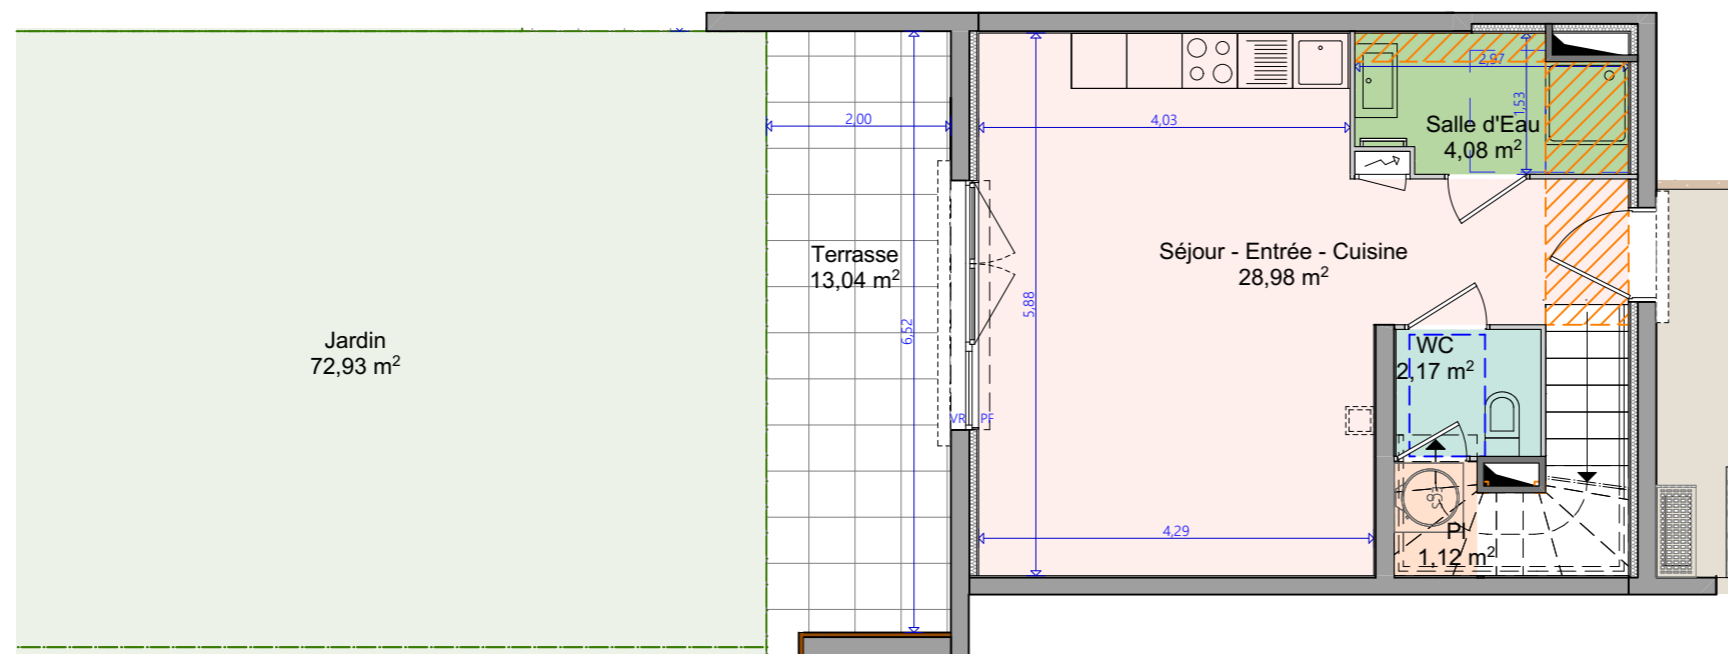 2,97
1,53
2,00
4,03
Salle d'Eau
4,08 m²
Terrasse
13,04 m²
Séjour - Entrée - Cuisine
28,98 m²
5,88
6,52
Jardin
72,93 m²
WC
2,17 m²
VR
PF
4,29
Pl
1,12 m²